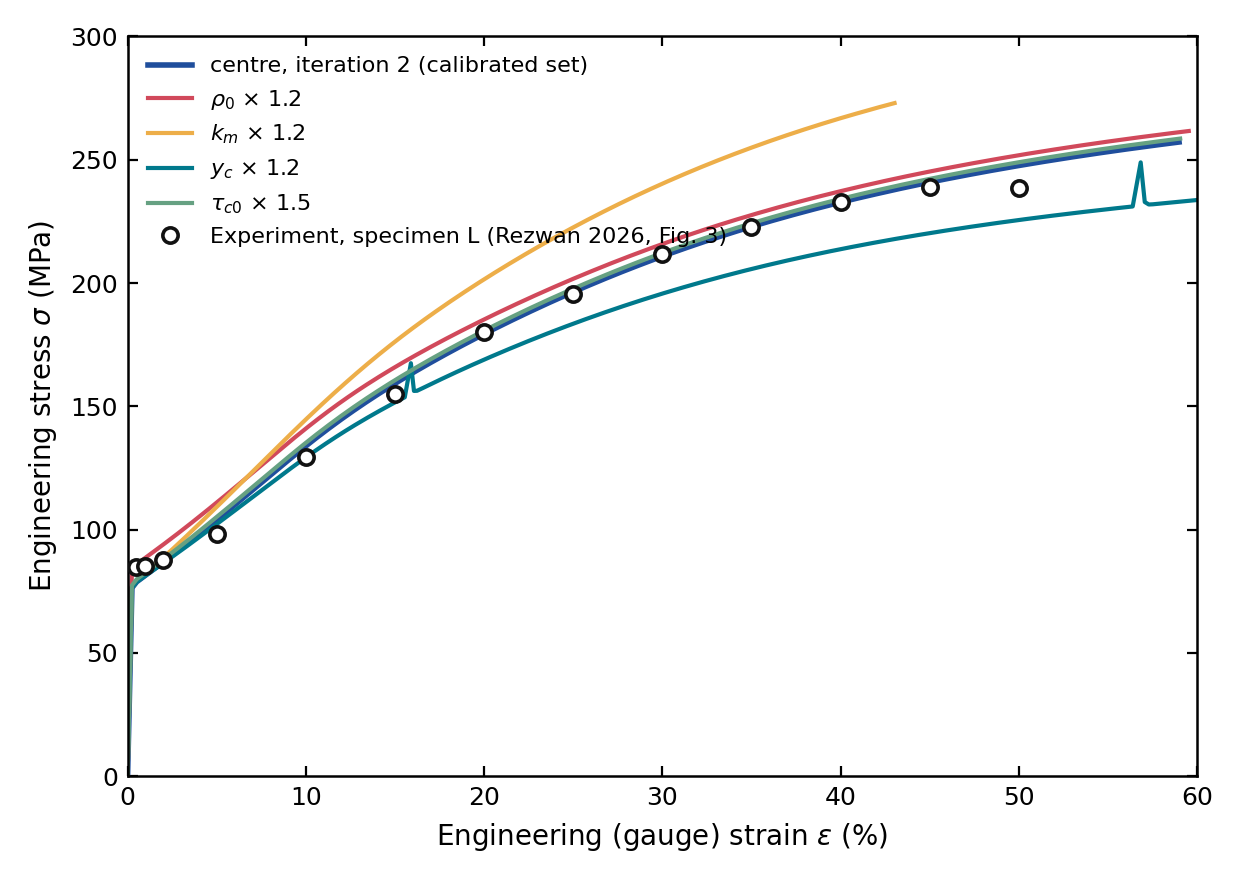 300
250
200
150
100
50
0
0 10 20 30 40 50 60
Engineering stress σ (MPa)
Engineering (gauge) strain ε (%)
centre, iteration 2 (calibrated set)
ρ₀ × 1.2
kₘ × 1.2
y_c × 1.2
τ_c0 × 1.5
Experiment, specimen L (Rezwan 2026, Fig. 3)